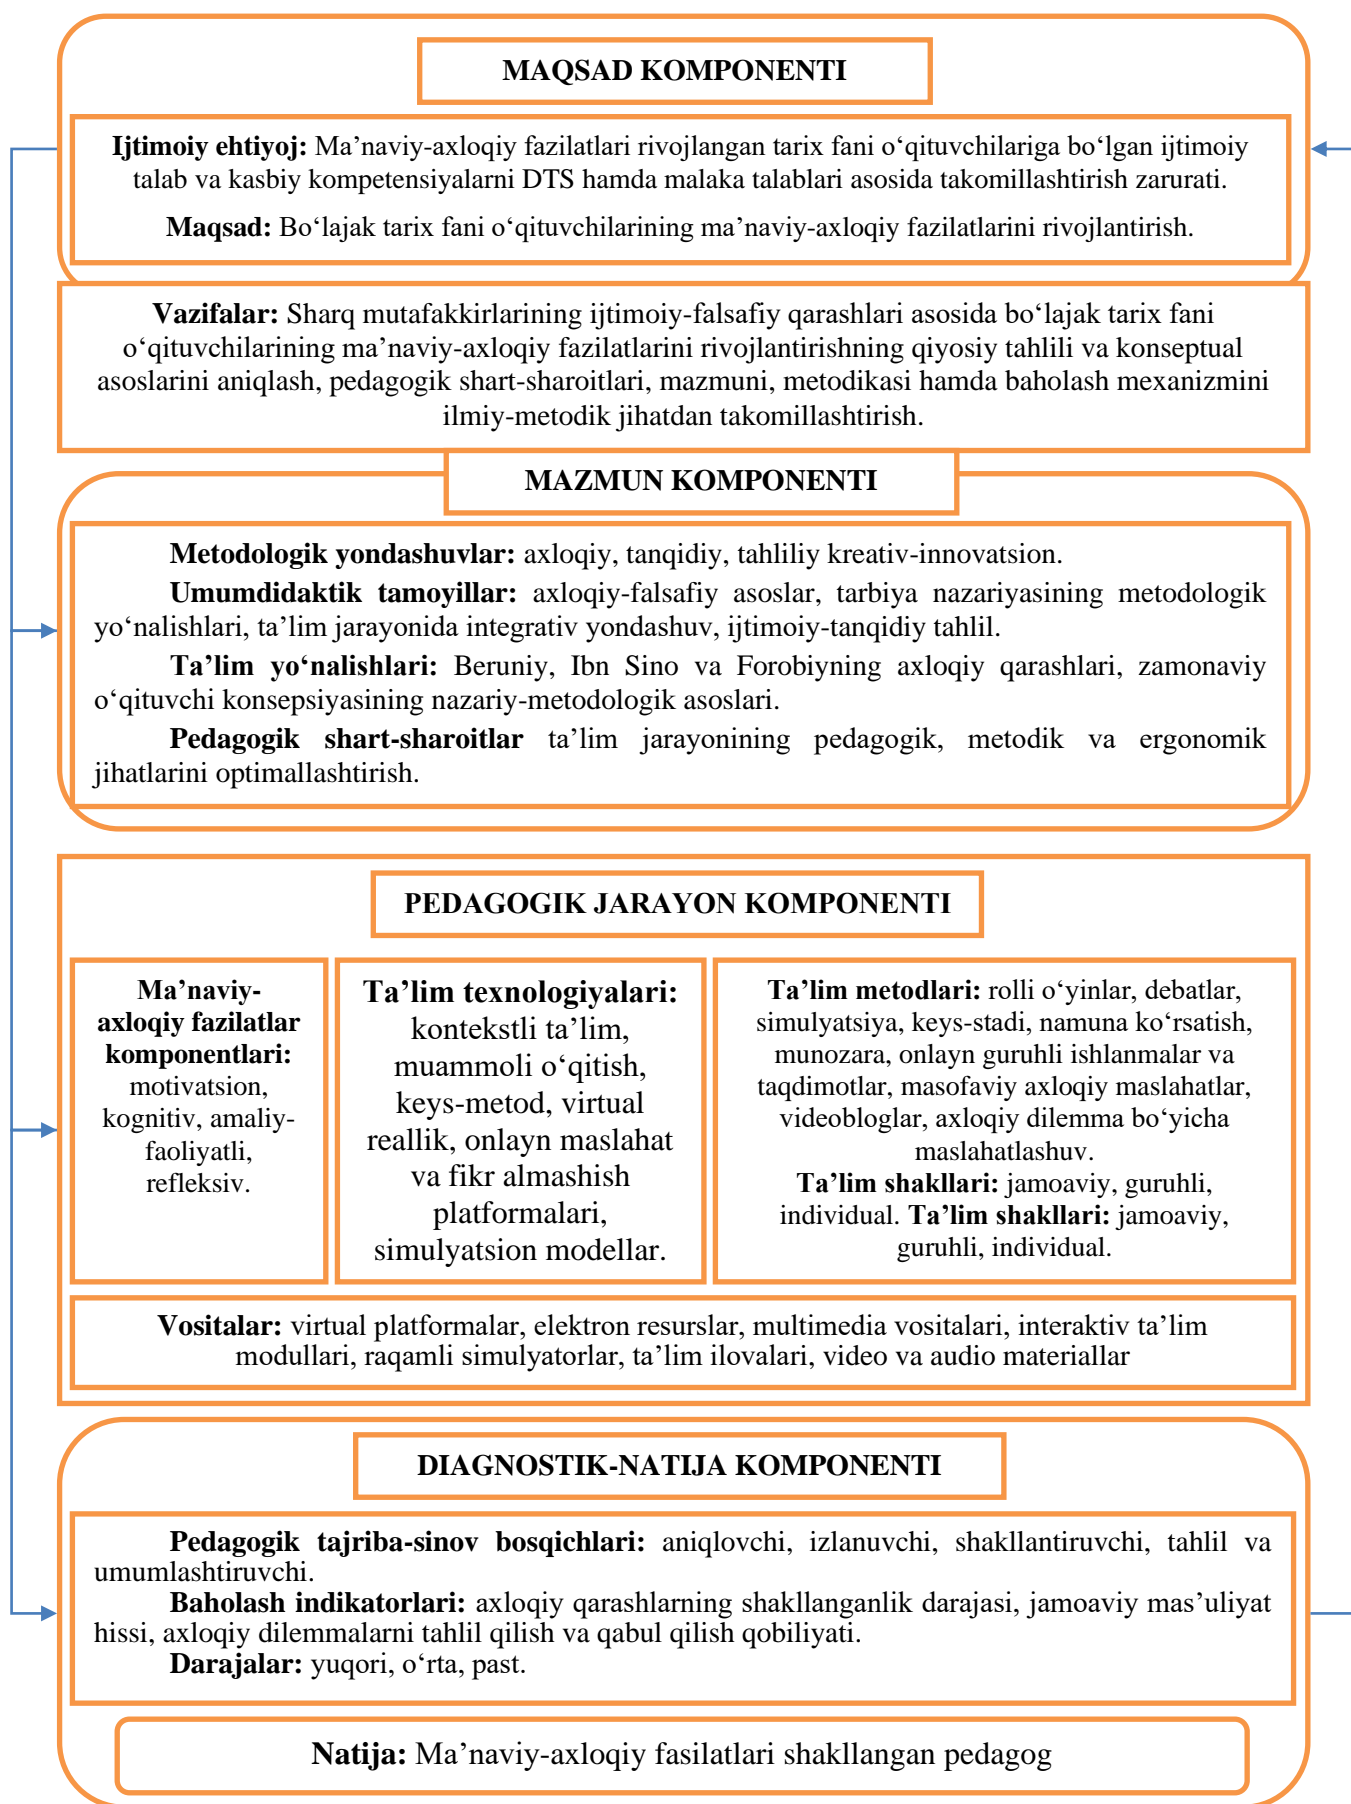 MAQSAD KOMPONENTI
Ijtimoiy ehtiyoj: Ma’naviy-axloqiy fazilatlari rivojlangan tarix fani o‘qituvchilariga bo‘lgan ijtimoiy
talab va kasbiy kompetensiyalarni DTS hamda malaka talablari asosida takomillashtirish zarurati.
Maqsad: Bo‘lajak tarix fani o‘qituvchilarining ma’naviy-axloqiy fazilatlarini rivojlantirish.
Vazifalar: Sharq mutafakkirlarining ijtimoiy-falsafiy qarashlari asosida bo‘lajak tarix fani
o‘qituvchilarining ma’naviy-axloqiy fazilatlarini rivojlantirishning qiyosiy tahlili va konseptual
asoslarini aniqlash, pedagogik shart-sharoitlari, mazmuni, metodikasi hamda baholash mexanizmini
ilmiy-metodik jihatdan takomillashtirish.
MAZMUN KOMPONENTI
Metodologik yondashuvlar: axloqiy, tanqidiy, tahliliy kreativ-innovatsion.
Umumdidaktik tamoyillar: axloqiy-falsafiy asoslar, tarbiya nazariyasining metodologik
yo‘nalishlari, ta’lim jarayonida integrativ yondashuv, ijtimoiy-tanqidiy tahlil.
Ta’lim yo‘nalishlari: Beruniy, Ibn Sino va Forobiyning axloqiy qarashlari, zamonaviy
o‘qituvchi konsepsiyasining nazariy-metodologik asoslari.
Pedagogik shart-sharoitlar ta’lim jarayonining pedagogik, metodik va ergonomik
jihatlarini optimallashtirish.
PEDAGOGIK JARAYON KOMPONENTI
Ma’naviy-
axloqiy fazilatlar
komponentlari:
motivatsion,
kognitiv, amaliy-
faoliyatli,
refleksiv.
Ta’lim texnologiyalari:
kontekstli ta’lim,
muammoli o‘qitish,
keys-metod, virtual
reallik, onlayn maslahat
va fikr almashish
platformalari,
simulyatsion modellar.
Ta’lim metodlari: rolli o‘yinlar, debatlar,
simulyatsiya, keys-stadi, namuna ko‘rsatish,
munozara, onlayn guruhli ishlanmalar va
taqdimotlar, masofaviy axloqiy maslahatlar,
videobloglar, axloqiy dilemma bo‘yicha
maslahatlashuv.
Ta’lim shakllari: jamoaviy, guruhli,
individual. Ta’lim shakllari: jamoaviy,
guruhli, individual.
Vositalar: virtual platformalar, elektron resurslar, multimedia vositalari, interaktiv ta’lim
modullari, raqamli simulyatorlar, ta’lim ilovalari, video va audio materiallar
DIAGNOSTIK-NATIJA KOMPONENTI
Pedagogik tajriba-sinov bosqichlari: aniqlovchi, izlanuvchi, shakllantiruvchi, tahlil va
umumlashtiruvchi.
Baholash indikatorlari: axloqiy qarashlarning shakllanganlik darajasi, jamoaviy mas’uliyat
hissi, axloqiy dilemmalarni tahlil qilish va qabul qilish qobiliyati.
Darajalar: yuqori, o‘rta, past.
Natija: Ma’naviy-axloqiy fasilatlari shakllangan pedagog